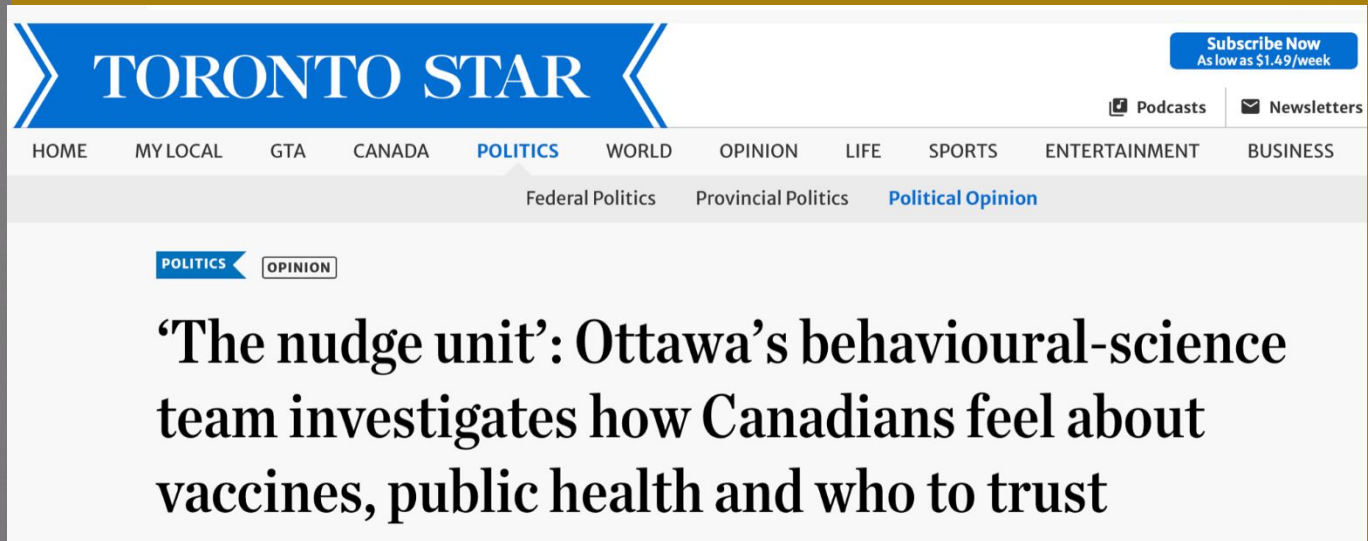 TORONTO STAR
Subscribe Now
As low as $1.49/week
Podcasts
Newsletters
HOME MY LOCAL GTA CANADA POLITICS WORLD OPINION LIFE SPORTS ENTERTAINMENT BUSINESS
Federal Politics Provincial Politics Political Opinion
POLITICS OPINION
‘The nudge unit’: Ottawa’s behavioural-science
team investigates how Canadians feel about
vaccines, public health and who to trust